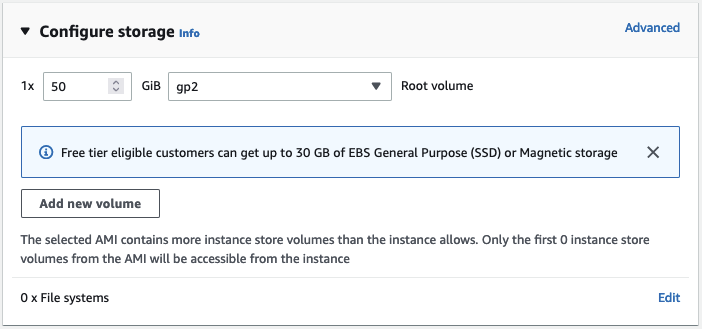 Configure storage Info Advanced
1x 50 GiB gp2 Root volume
Free tier eligible customers can get up to 30 GB of EBS General Purpose (SSD) or Magnetic storage
Add new volume
The selected AMI contains more instance store volumes than the instance allows. Only the first 0 instance store
volumes from the AMI will be accessible from the instance
0 x File systems Edit